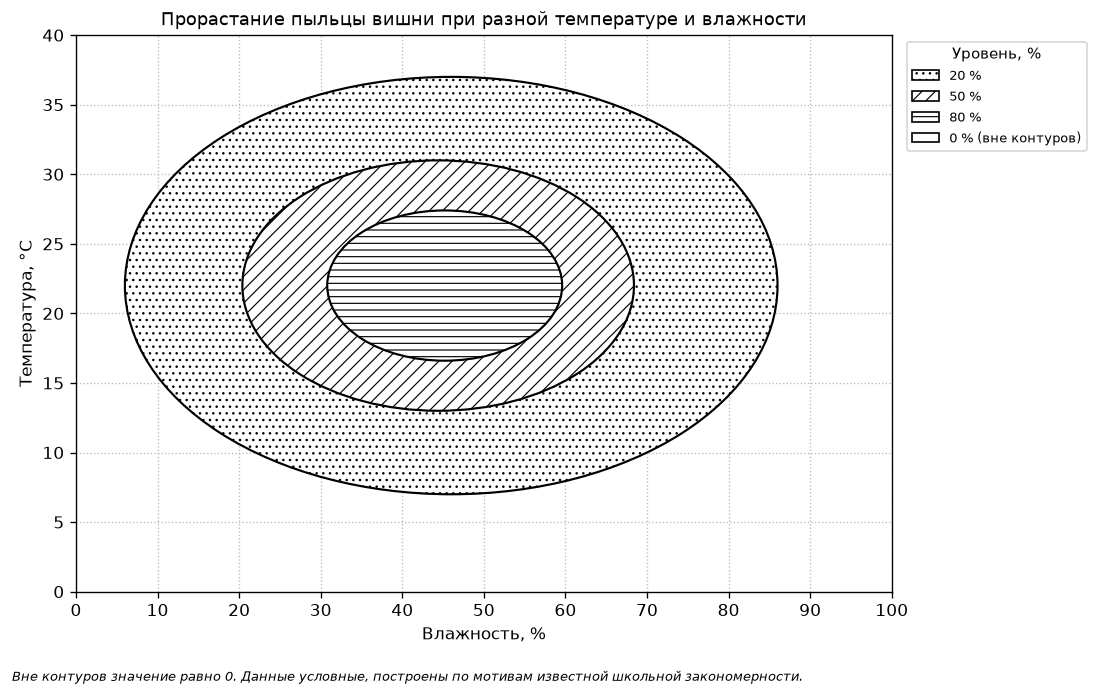 Прорастание пыльцы вишни при разной температуре и влажности
Уровень, %
20 %
50 %
80 %
0 % (вне контуров)
Температура, °C
40
35
30
25
20
15
10
5
0
0 10 20 30 40 50 60 70 80 90 100
Влажность, %
Вне контуров значение равно 0. Данные условные, построены по мотивам известной школьной закономерности.